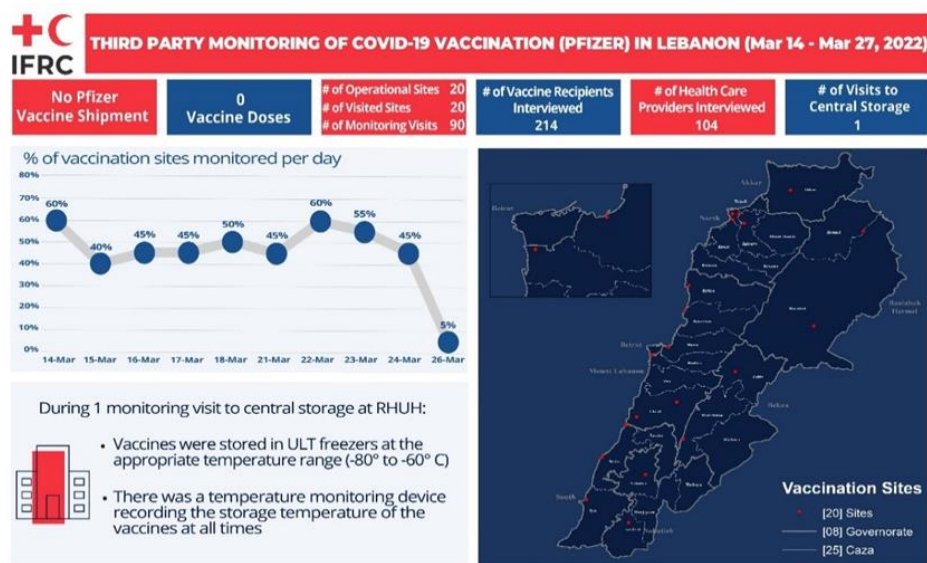 IFRC
THIRD PARTY MONITORING OF COVID-19 VACCINATION (PFIZER) IN LEBANON (Mar 14 - Mar 27, 2022)
No Pfizer
Vaccine Shipment
0
Vaccine Doses
# of Operational Sites 20
# of Visited Sites 20
# of Monitoring Visits 90
# of Vaccine Recipients
Interviewed
214
# of Health Care
Providers Interviewed
104
# of Visits to
Central Storage
1
% of vaccination sites monitored per day
80%
70%
60%
50%
40%
30%
20%
10%
0%
60%
40%
45%
45%
50%
45%
60%
55%
45%
5%
14-Mar 15-Mar 16-Mar 17-Mar 18-Mar 21-Mar 22-Mar 23-Mar 24-Mar 26-Mar
During 1 monitoring visit to central storage at RHUH:
• Vaccines were stored in ULT freezers at the
appropriate temperature range (-80° to -60° C)
• There was a temperature monitoring device
recording the storage temperature of the
vaccines at all times
Beirut
Akkar
North
Baalbak
Hermel
Beirut
Mount Lebanon
Bekaa
South
Nabatieh
Vaccination Sites
[20] Sites
[08] Governorate
[25] Caza